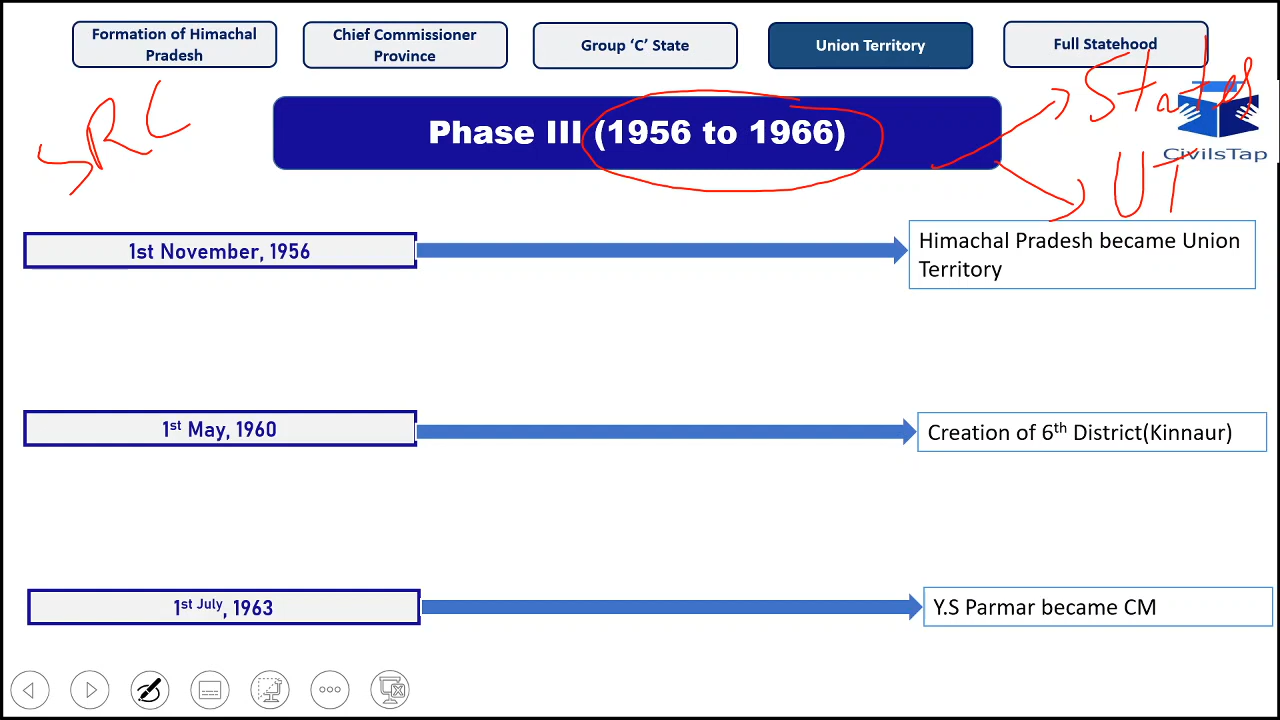 Formation of Himachal
Pradesh
Chief Commissioner
Province
Group ‘C’ State
Union Territory
Full Statehood
SRC
Phase III (1956 to 1966)
States
UT
CivilsTap
1st November, 1956
Himachal Pradesh became Union
Territory
1st May, 1960
Creation of 6th District(Kinnaur)
1st July, 1963
Y.S Parmar became CM